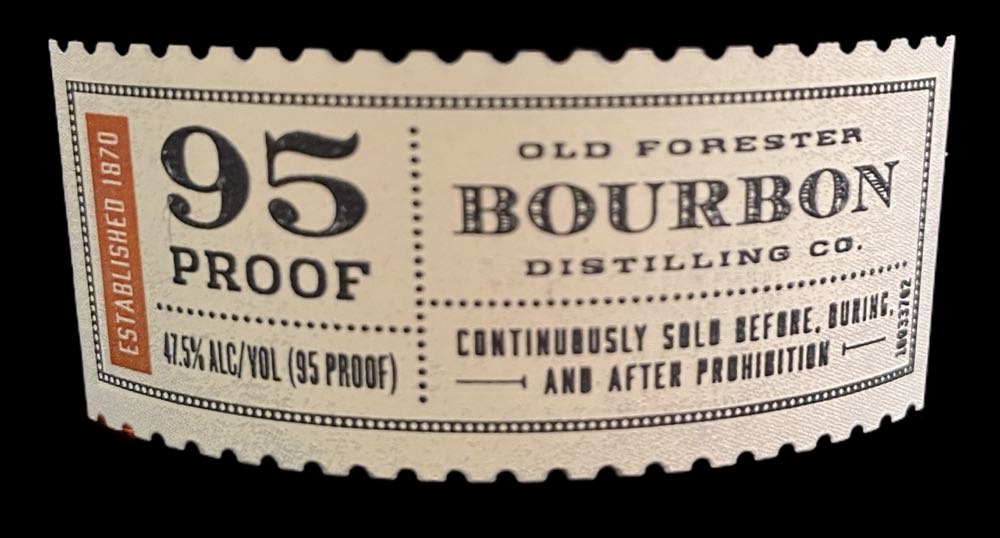 ESTABLISHED 1870
95
PROOF
47.5% ALC/VOL (95 PROOF)
OLD FORESTER
BOURBON
DISTILLING CO.
CONTINUOUSLY SOLD BEFORE, DURING,
AND AFTER PROHIBITION
18033762